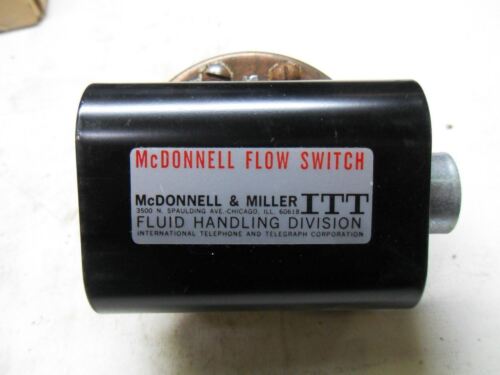 McDONNELL FLOW SWITCH
McDONNELL & MILLER ITT
3500 N. SPAULDING AVE.-CHICAGO, ILL. 60618
FLUID HANDLING DIVISION
INTERNATIONAL TELEPHONE AND TELEGRAPH CORPORATION